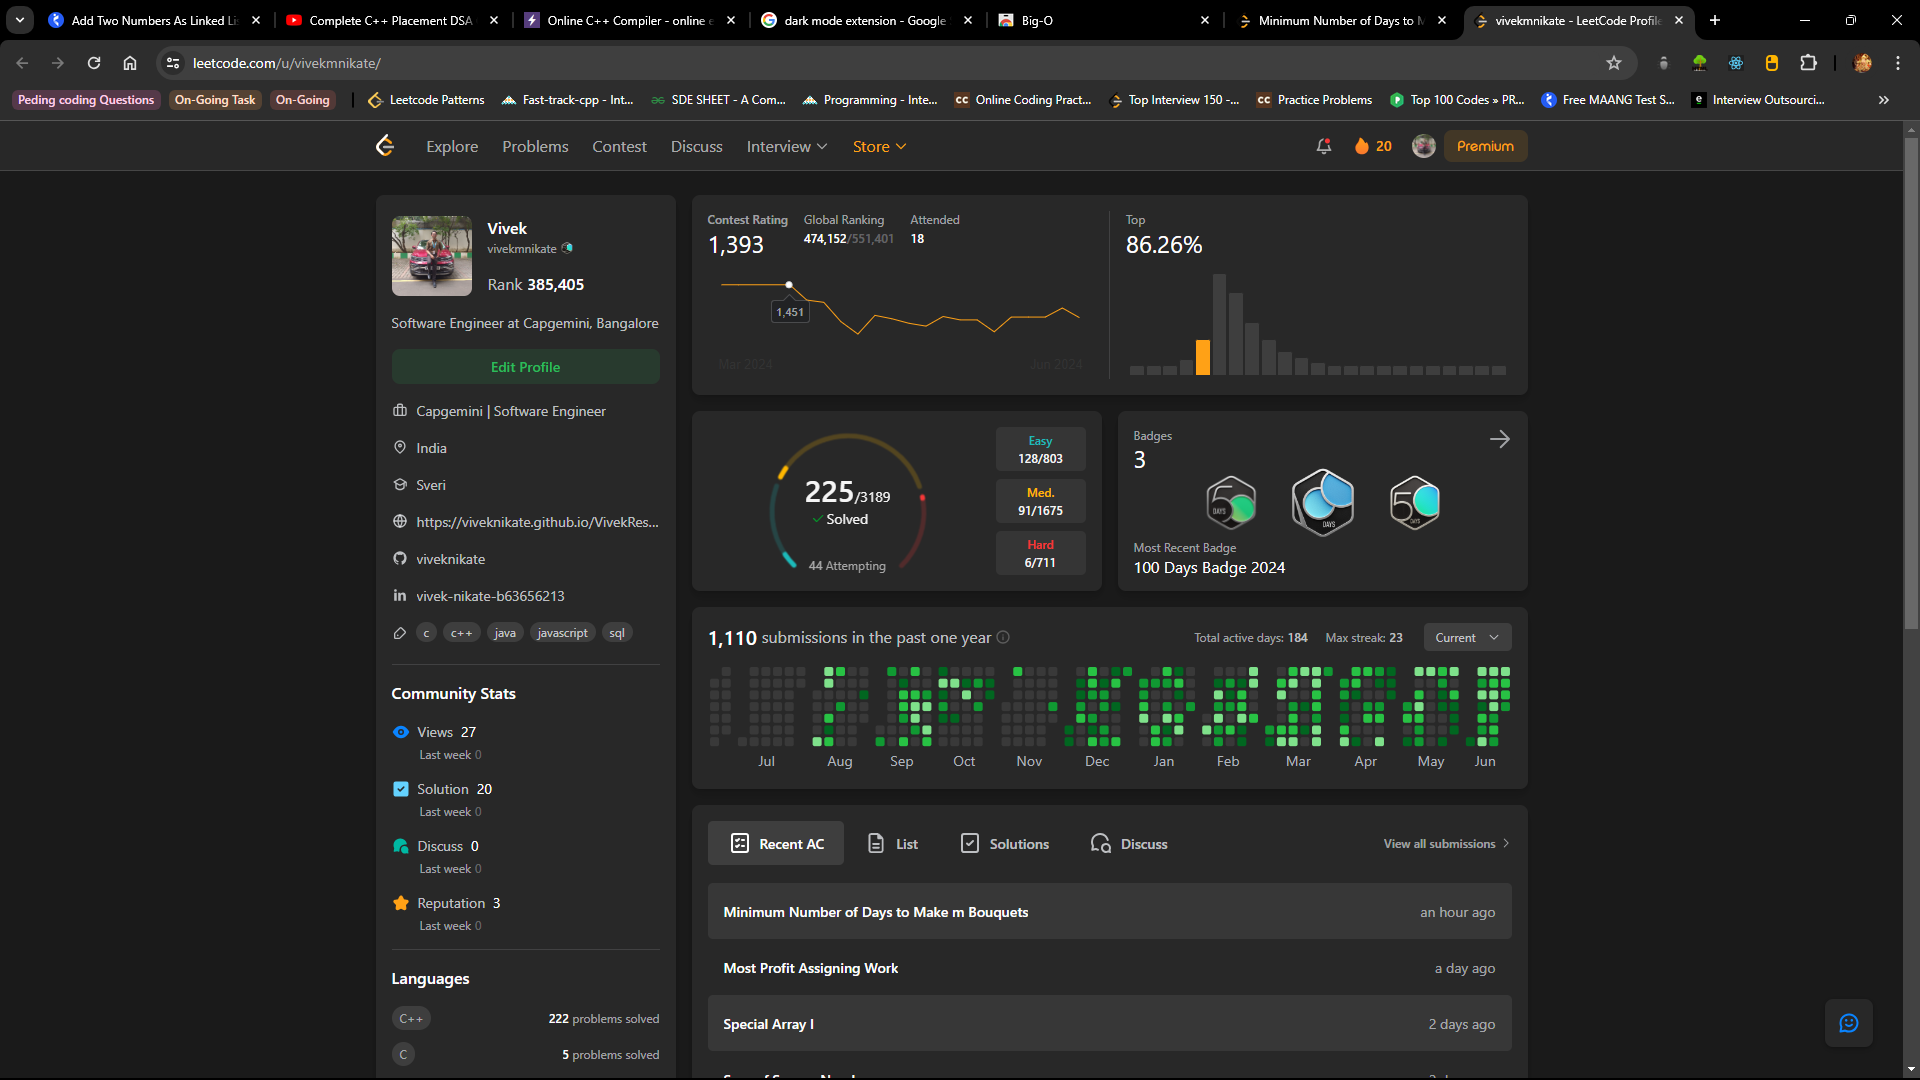 Add Two Numbers As Linked Li
Complete C++ Placement DSA
Online C++ Compiler - online e
dark mode extension - Google
Big-O
Minimum Number of Days to M
vivekmnikate - LeetCode Profile
leetcode.com/u/vivekmnikate/
Peding coding Questions
On-Going Task
On-Going
Leetcode Patterns
Fast-track-cpp - Int...
SDE SHEET - A Com...
Programming - Inte...
Online Coding Pract...
Top Interview 150 -...
Practice Problems
Top 100 Codes » PR...
Free MAANG Test S...
Interview Outsourci...
Explore
Problems
Contest
Discuss
Interview
Store
20
Premium
Vivek
vivekmnikate
Rank 385,405
Software Engineer at Capgemini, Bangalore
Edit Profile
Capgemini | Software Engineer
India
Sveri
https://viveknikate.github.io/VivekRes...
viveknikate
vivek-nikate-b63656213
c
c++
java
javascript
sql
Community Stats
Views 27
Last week 0
Solution 20
Last week 0
Discuss 0
Last week 0
Reputation 3
Last week 0
Languages
C++
222 problems solved
C
5 problems solved
Contest Rating
1,393
Global Ranking
474,152/551,401
Attended
18
1,451
Mar 2024
Jun 2024
Top
86.26%
225/3189
Solved
44 Attempting
Easy
128/803
Med.
91/1675
Hard
6/711
Badges
3
50
DAYS
DAYS
50
DAYS
Most Recent Badge
100 Days Badge 2024
1,110 submissions in the past one year
Total active days: 184
Max streak: 23
Current
Jul
Aug
Sep
Oct
Nov
Dec
Jan
Feb
Mar
Apr
May
Jun
Recent AC
List
Solutions
Discuss
View all submissions
Minimum Number of Days to Make m Bouquets
an hour ago
Most Profit Assigning Work
a day ago
Special Array I
2 days ago